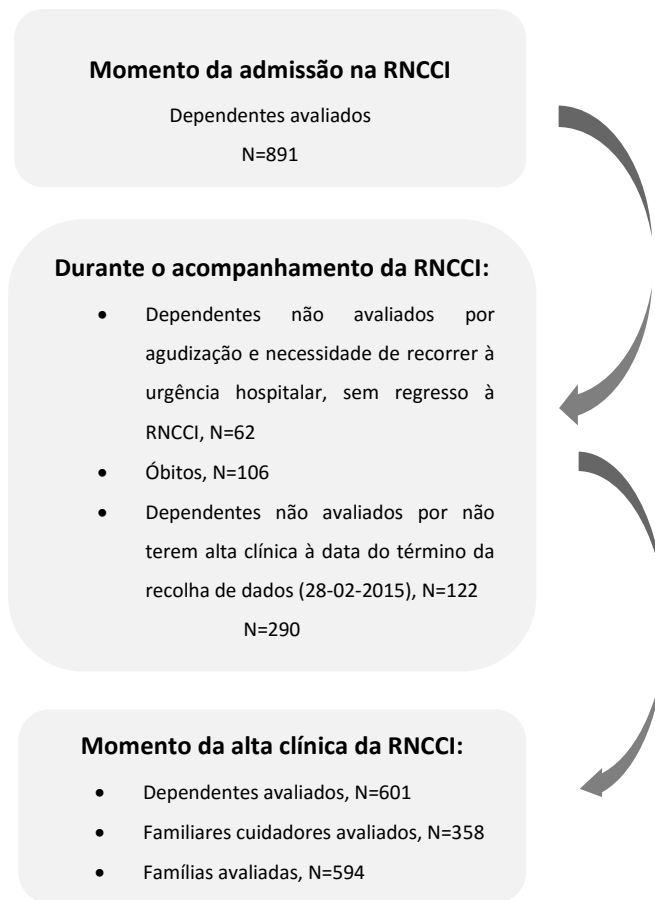 Momento da admissão na RNCCI
Dependentes avaliados
N=891
Durante o acompanhamento da RNCCI:
• Dependentes não avaliados por
agudização e necessidade de recorrer à
urgência hospitalar, sem regresso à
RNCCI, N=62
• Óbitos, N=106
• Dependentes não avaliados por não
terem alta clínica à data do término da
recolha de dados (28-02-2015), N=122
N=290
Momento da alta clínica da RNCCI:
• Dependentes avaliados, N=601
• Familiares cuidadores avaliados, N=358
• Famílias avaliadas, N=594